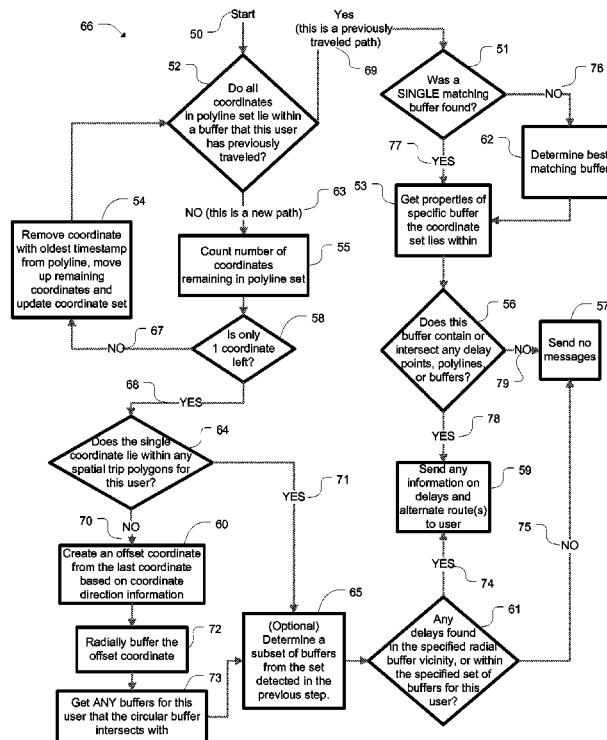 66
Start
50
Yes
(this is a previously
traveled path)
69
52
Do all
coordinates
in polyline set lie within
a buffer that this user
has previously
traveled?
51
Was a
SINGLE matching
buffer found?
76
NO
77
YES
62
Determine best
matching buffer
63
NO (this is a new path)
54
Remove coordinate
with oldest timestamp
from polyline, move
up remaining
coordinates and
update coordinate set
55
Count number of
coordinates
remaining in polyline set
53
Get properties of
specific buffer
the coordinate
set lies within
58
Is only
1 coordinate
left?
67
NO
68
YES
56
Does this
buffer contain or
intersect any delay
points, polylines,
or buffers?
NO
79
57
Send no
messages
78
YES
64
Does the single
coordinate lie within any
spatial trip polygons for
this user?
71
YES
59
Send any
information on
delays and
alternate route(s)
to user
70
NO
60
Create an offset coordinate
from the last coordinate
based on coordinate
direction information
75
NO
YES
74
72
Radially buffer the
offset coordinate
65
(Optional)
Determine a
subset of buffers
from the set
detected in the
previous step.
61
Any
delays found
in the specified radial
buffer vicinity, or within
the specified set of
buffers for this
user?
73
Get ANY buffers for this
user that the circular buffer
intersects with